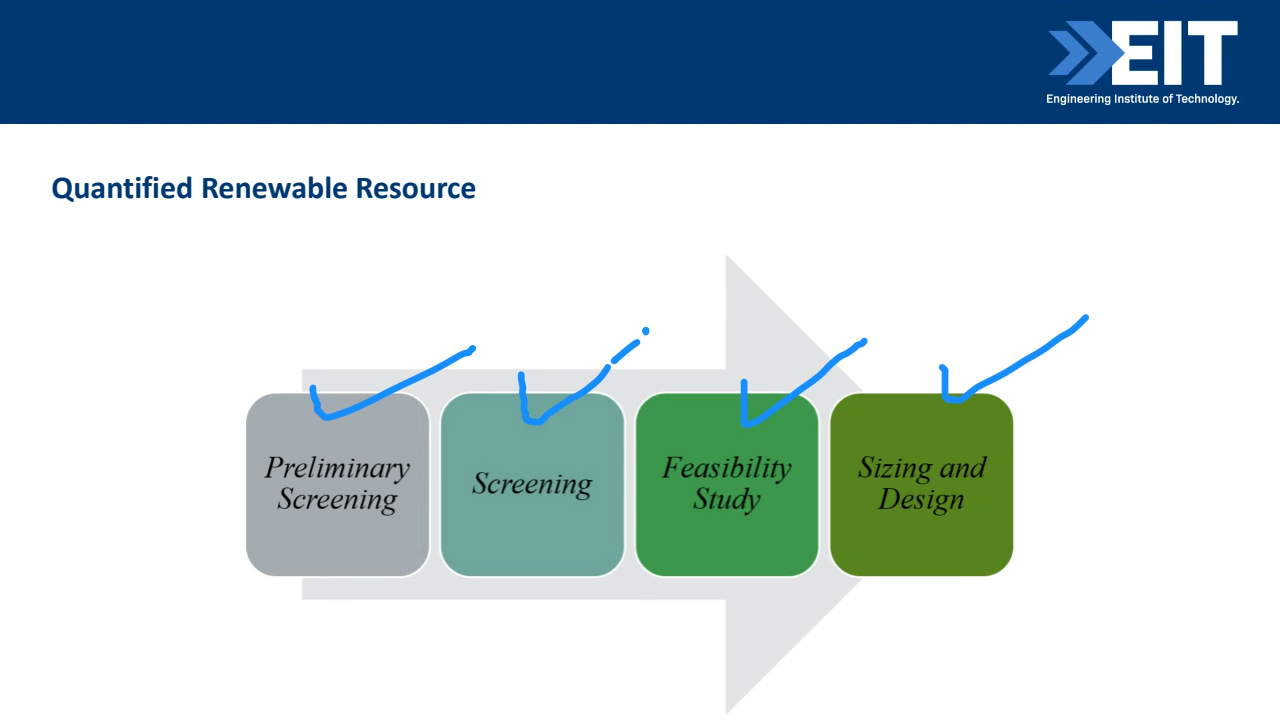 EIT
Engineering Institute of Technology.
Quantified Renewable Resource
Preliminary
Screening
Screening
Feasibility
Study
Sizing and
Design